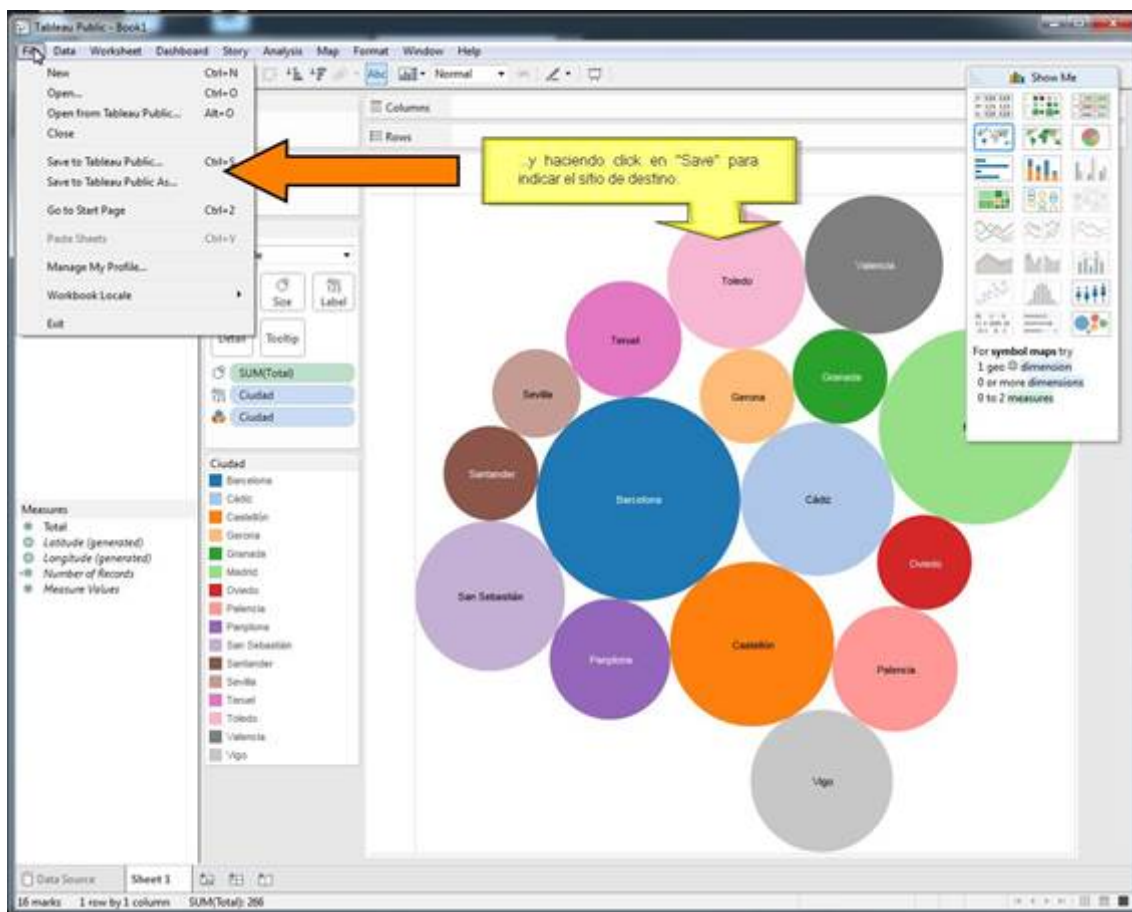 Tableau Public - Book1
File Data Worksheet Dashboard Story Analysis Map Format Window Help
New Ctrl+N
Open... Ctrl+O
Open from Tableau Public... Alt+O
Close
Save to Tableau Public... Ctrl+S
Save to Tableau Public As...
Go to Start Page Ctrl+2
Paste Sheets Ctrl+V
Manage My Profile...
Workbook Locale
Exit
Abc Normal
Columns
Rows
..y haciendo click en "Save" para
indicar el sitio de destino.
Show Me
For symbol maps try
1 geo dimension
0 or more dimensions
0 to 2 measures
Size Label
Detail Tooltip
SUM(Total)
Ciudad
Ciudad
Ciudad
Barcelona
Cádiz
Castellón
Gerona
Granada
Madrid
Oviedo
Palencia
Pamplona
San Sebastián
Santander
Sevilla
Teruel
Toledo
Valencia
Vigo
Measures
Total
Latitude (generated)
Longitude (generated)
Number of Records
Measure Values
Toledo
Valencia
Teruel
Granada
Sevilla
Gerona
Santander
Barcelona
Cádiz
Oviedo
San Sebastián
Castellón
Pamplona
Palencia
Vigo
Data Source Sheet 1
16 marks 1 row by 1 column SUM(Total): 266